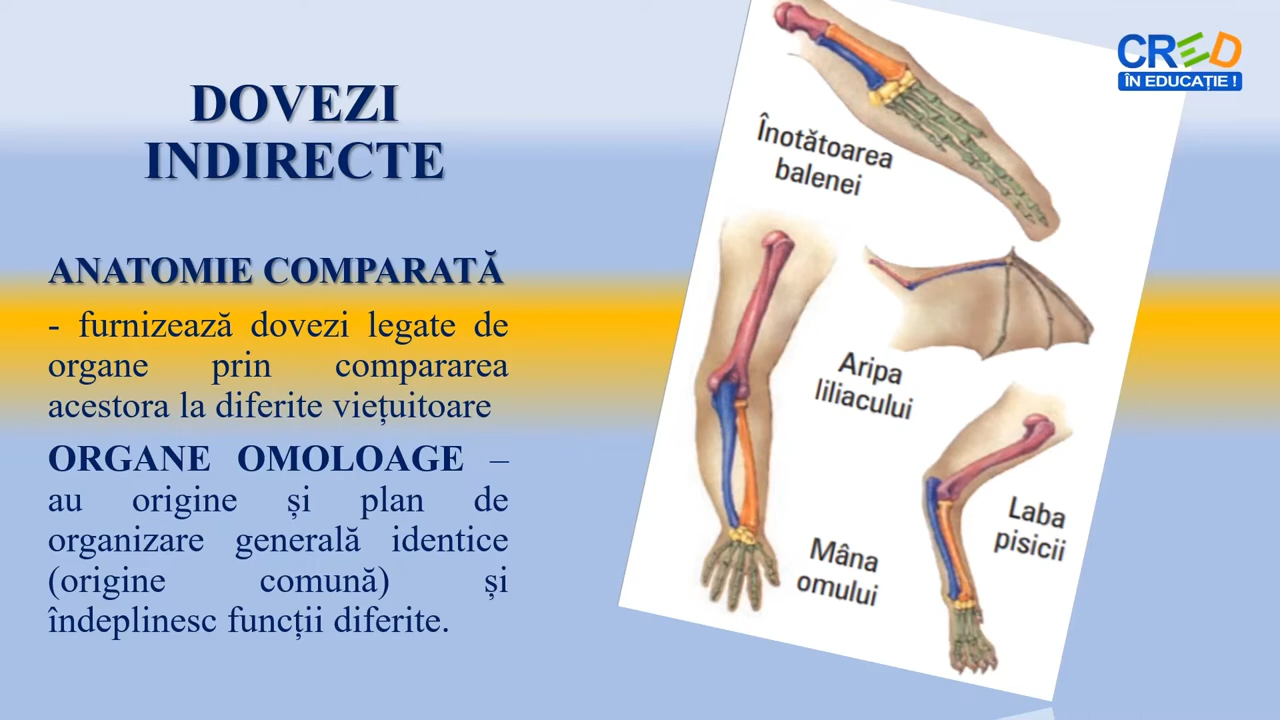 DOVEZI
INDIRECTE
ANATOMIE COMPARATĂ
- furnizează dovezi legate de
organe prin compararea
acestora la diferite viețuitoare
ORGANE OMOLOAGE –
au origine și plan de
organizare generală identice
(origine comună) și
îndeplinesc funcții diferite.
CRED
ÎN EDUCAȚIE !
Înotătoarea
balenei
Aripa
liliacului
Mâna
omului
Laba
pisicii